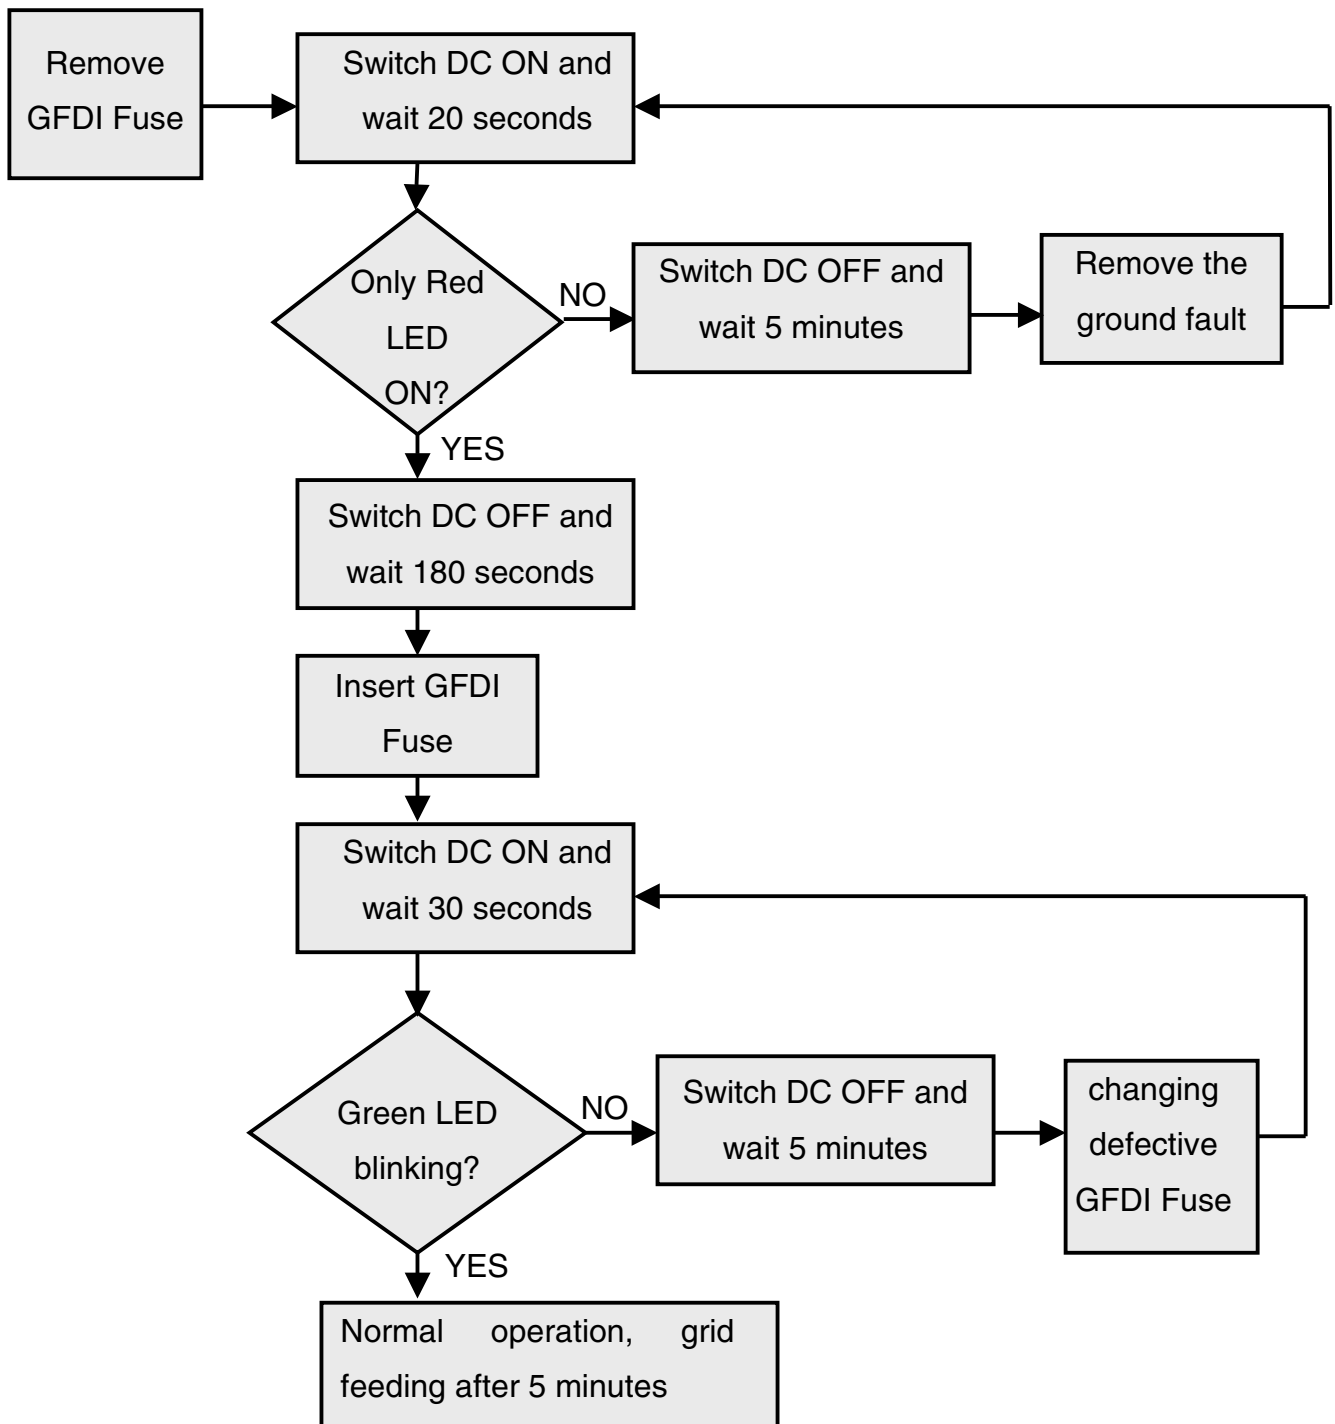 Remove
GFDI Fuse
Switch DC ON and
wait 20 seconds
Only Red
LED
ON?
NO
Switch DC OFF and
wait 5 minutes
Remove the
ground fault
YES
Switch DC OFF and
wait 180 seconds
Insert GFDI
Fuse
Switch DC ON and
wait 30 seconds
Green LED
blinking?
NO
Switch DC OFF and
wait 5 minutes
changing
defective
GFDI Fuse
YES
Normal operation, grid
feeding after 5 minutes